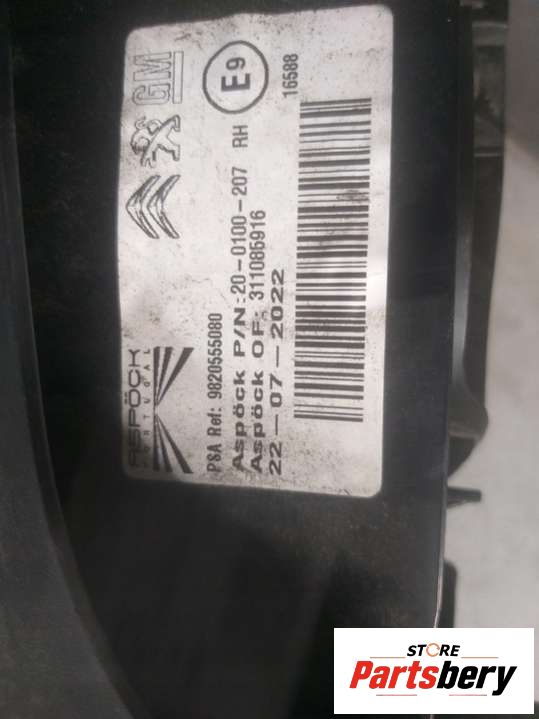 GM
ASPÖCK
PORTUGAL
PSA Ref: 9820555080
Aspöck P/N:20-0100-207 RH
Aspöck OF: 311085916
22-07-2022
E9
16588
STORE
Partsbery